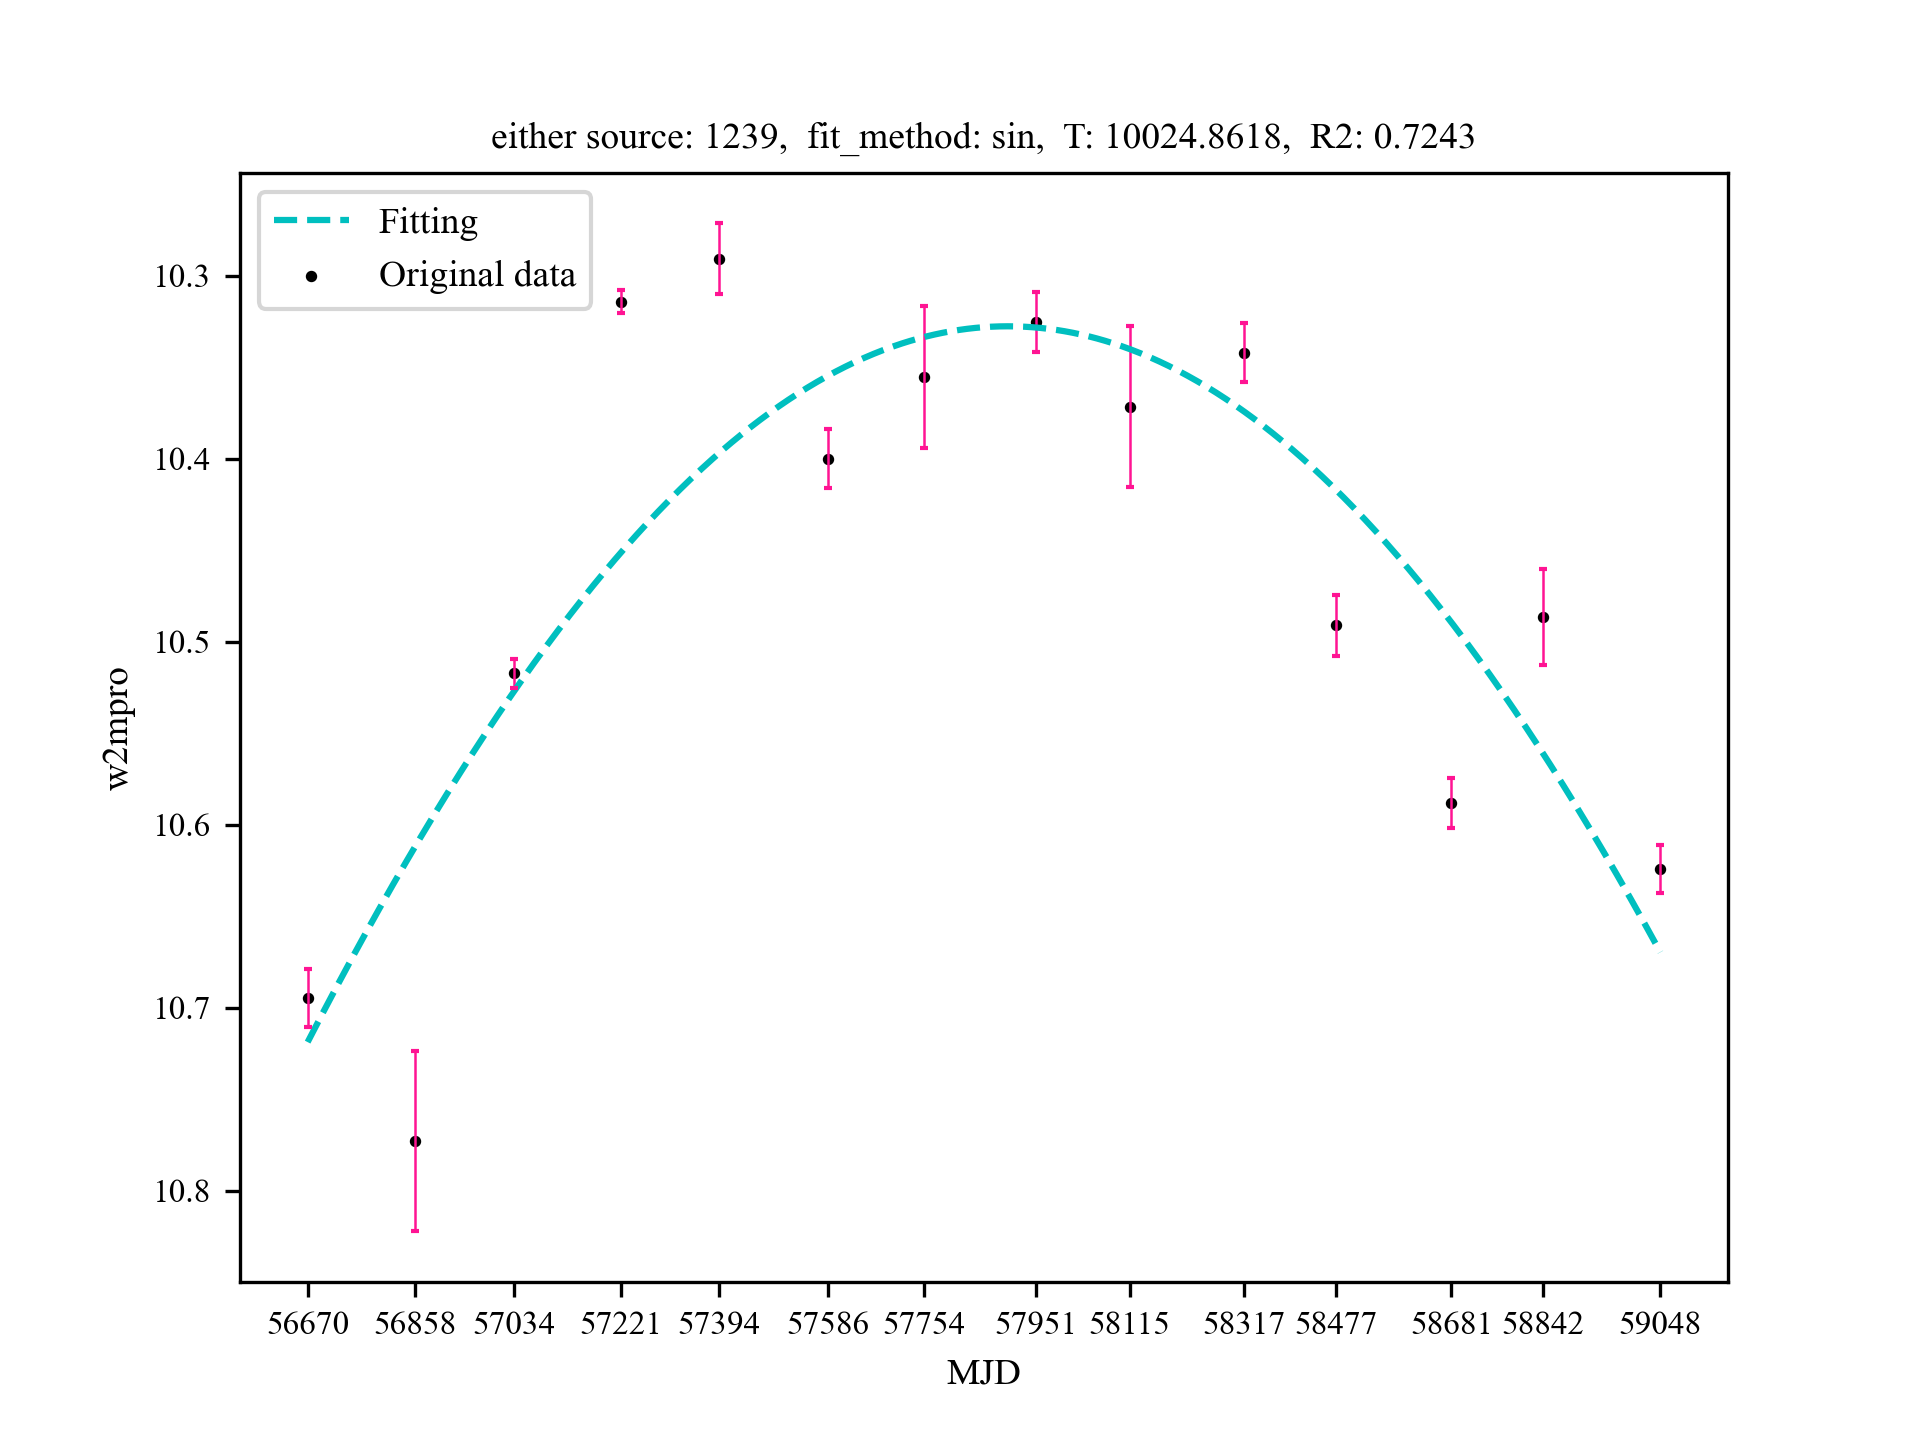 either source: 1239,  fit_method: sin,  T: 10024.8618,  R2: 0.7243
Fitting
Original data
10.3
10.4
10.5
10.6
10.7
10.8
w2mpro
56670 56858 57034 57221 57394 57586 57754 57951 58115 58317 58477 58681 58842 59048
MJD